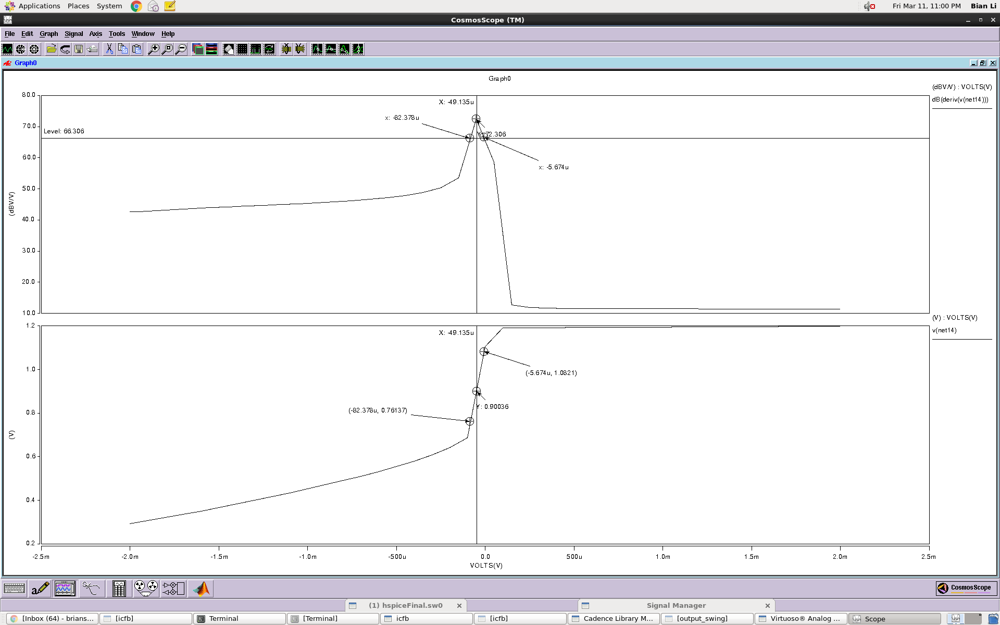 Applications Places System Fri Mar 11, 11:00 PM Bian Li
CosmosScope (TM)
File Edit Graph Signal Axis Tools Window Help
Graph0
Graph0
(dBV/V) : VOLTS(V)
dB(deriv(v(net14)))
80.0
70.0
60.0
50.0
40.0
30.0
20.0
10.0
(dBV/V)
X: -49.135u
x: -82.378u
Level: 66.306
72.306
x: -5.674u
(V) : VOLTS(V)
v(net14)
1.2
1.0
0.8
0.6
0.4
0.2
(V)
X: -49.135u
(-5.674u, 1.0821)
Y: 0.90036
(-82.378u, 0.76137)
-2.5m -2.0m -1.5m -1.0m -500u 0.0 500u 1.0m 1.5m 2.0m 2.5m
VOLTS(V)
CosmosScope
(1) hspiceFinal.sw0 Signal Manager
[Inbox (64) - brians... [icfb] Terminal [Terminal] icfb [icfb] Cadence Library M... [output_swing] Virtuoso® Analog ... Scope